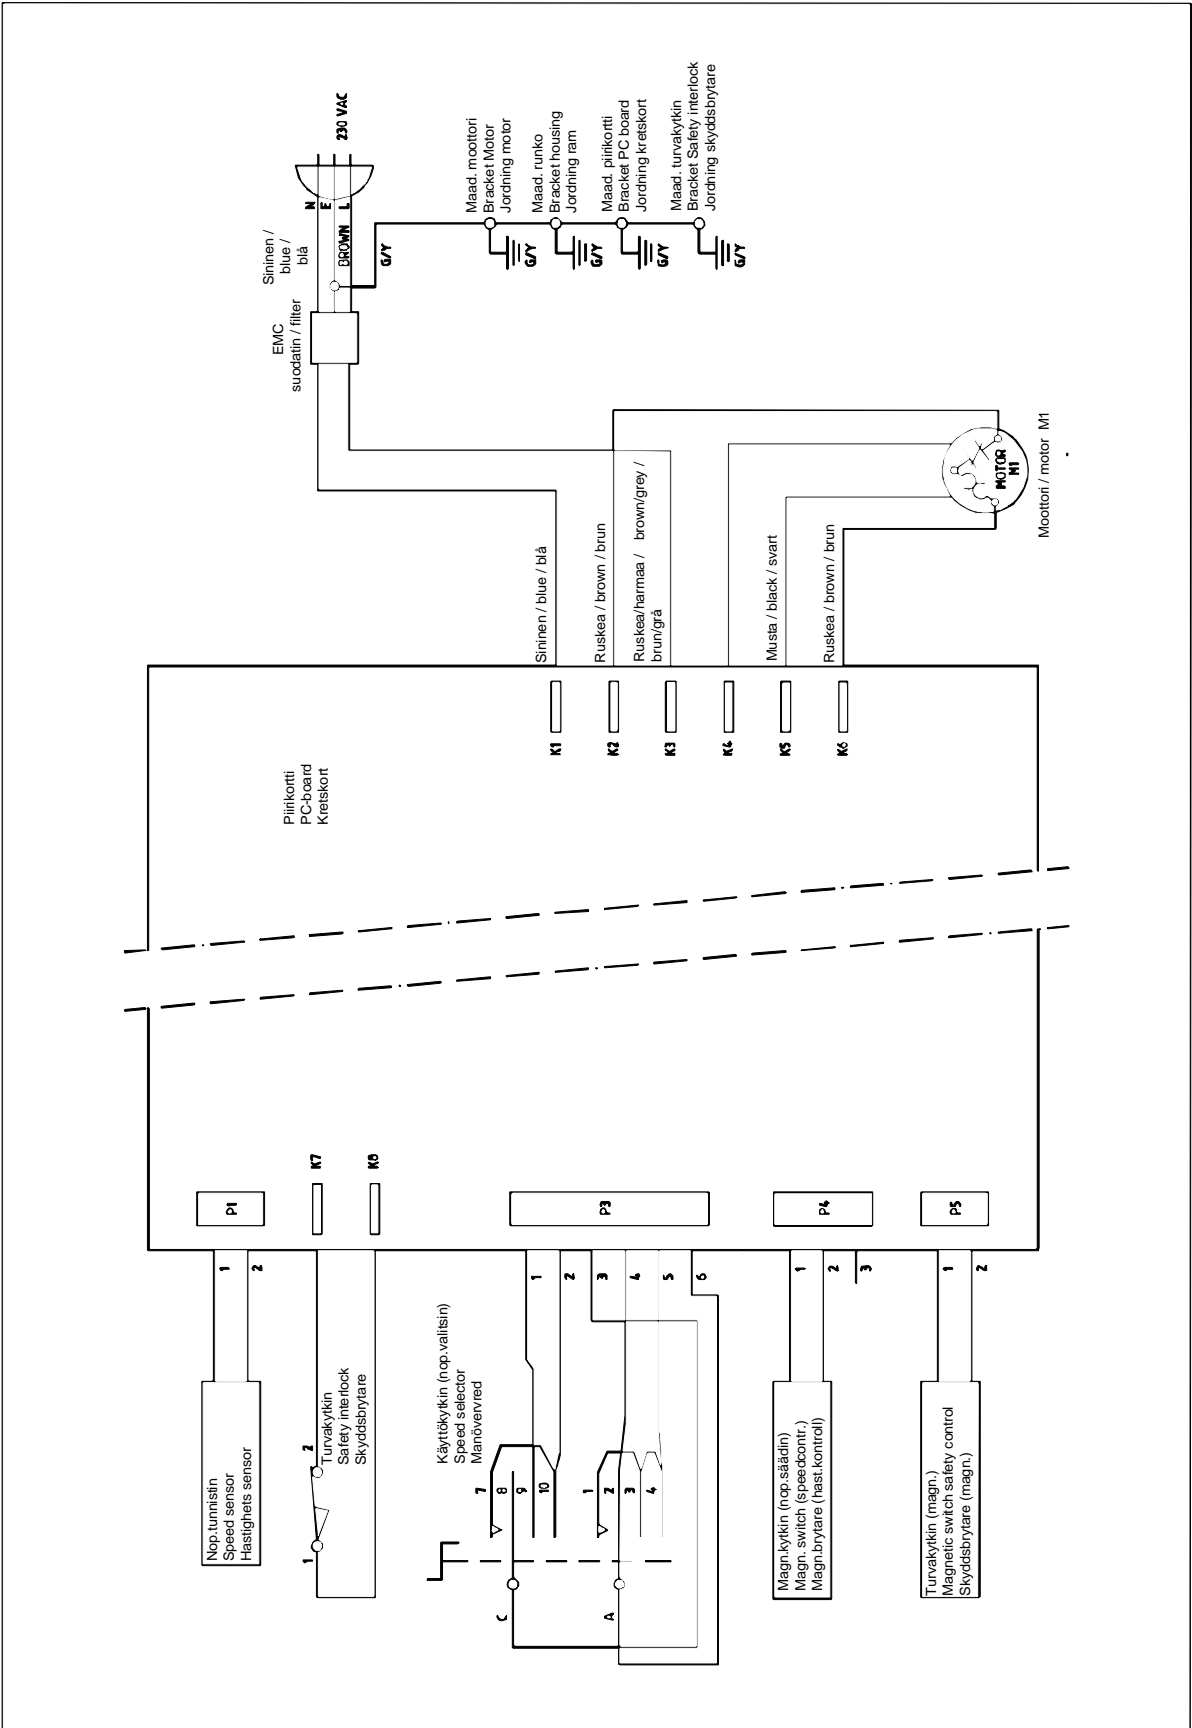 230 VAC
N
E
L
BROWN
G/Y
Sininen /
blue /
blå
EMC
suodatin / filter
Maad. moottori
Bracket Motor
Jordning motor
G/Y
Maad. runko
Bracket housing
Jordning ram
G/Y
Maad. piirikortti
Bracket PC board
Jordning kretskort
G/Y
Maad. turvakytkin
Bracket Safety interlock
Jordning skyddsbrytare
G/Y
MOTOR
M1
Moottori / motor M1
Sininen / blue / blå
Ruskea / brown / brun
Ruskea/harmaa / brown/grey /
brun/grå
Musta / black / svart
Ruskea / brown / brun
K1
K2
K3
K4
K5
K6
Piirikortti
PC-board
Kretskort
P1
K7
K8
P3
P4
P5
1
2
1
2
3
4
5
6
1
2
3
1
2
Nop.tunnistin
Speed sensor
Hastighets sensor
1
2
Turvakytkin
Safety interlock
Skyddsbrytare
Käyttökytkin (nop.valitsin)
Speed selector
Manövervred
7
8
9
10
1
2
3
4
C
A
Magn.kytkin (nop.säädin)
Magn. switch (speedcontr.)
Magn.brytare (hast.kontroll)
Turvakytkin (magn.)
Magnetic switch safety control
Skyddsbrytare (magn.)